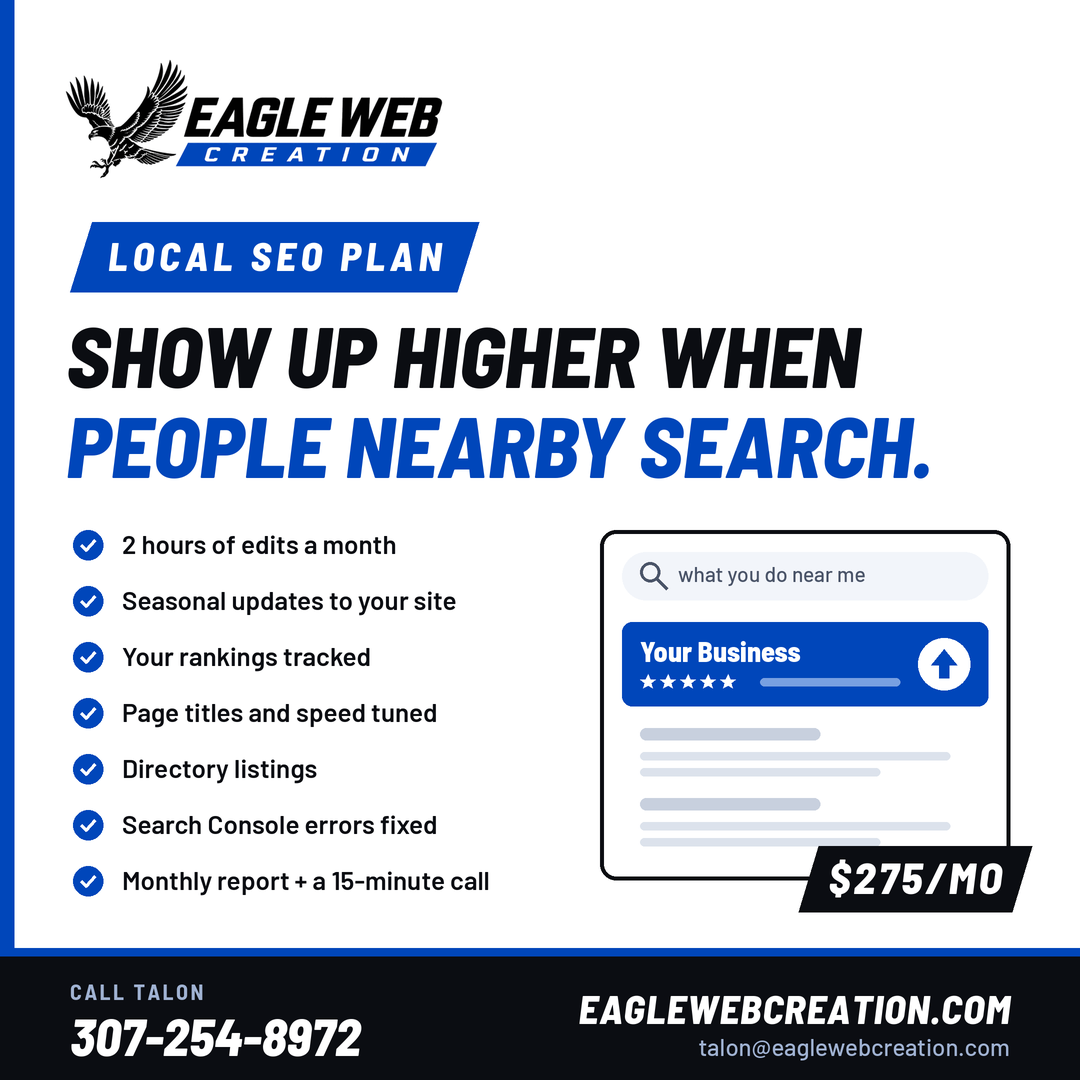 EAGLE WEB
CREATION
LOCAL SEO PLAN
SHOW UP HIGHER WHEN
PEOPLE NEARBY SEARCH.
2 hours of edits a month
Seasonal updates to your site
Your rankings tracked
Page titles and speed tuned
Directory listings
Search Console errors fixed
Monthly report + a 15-minute call
what you do near me
Your Business
$275/MO
CALL TALON
307-254-8972
EAGLEWEBCREATION.COM
talon@eaglewebcreation.com